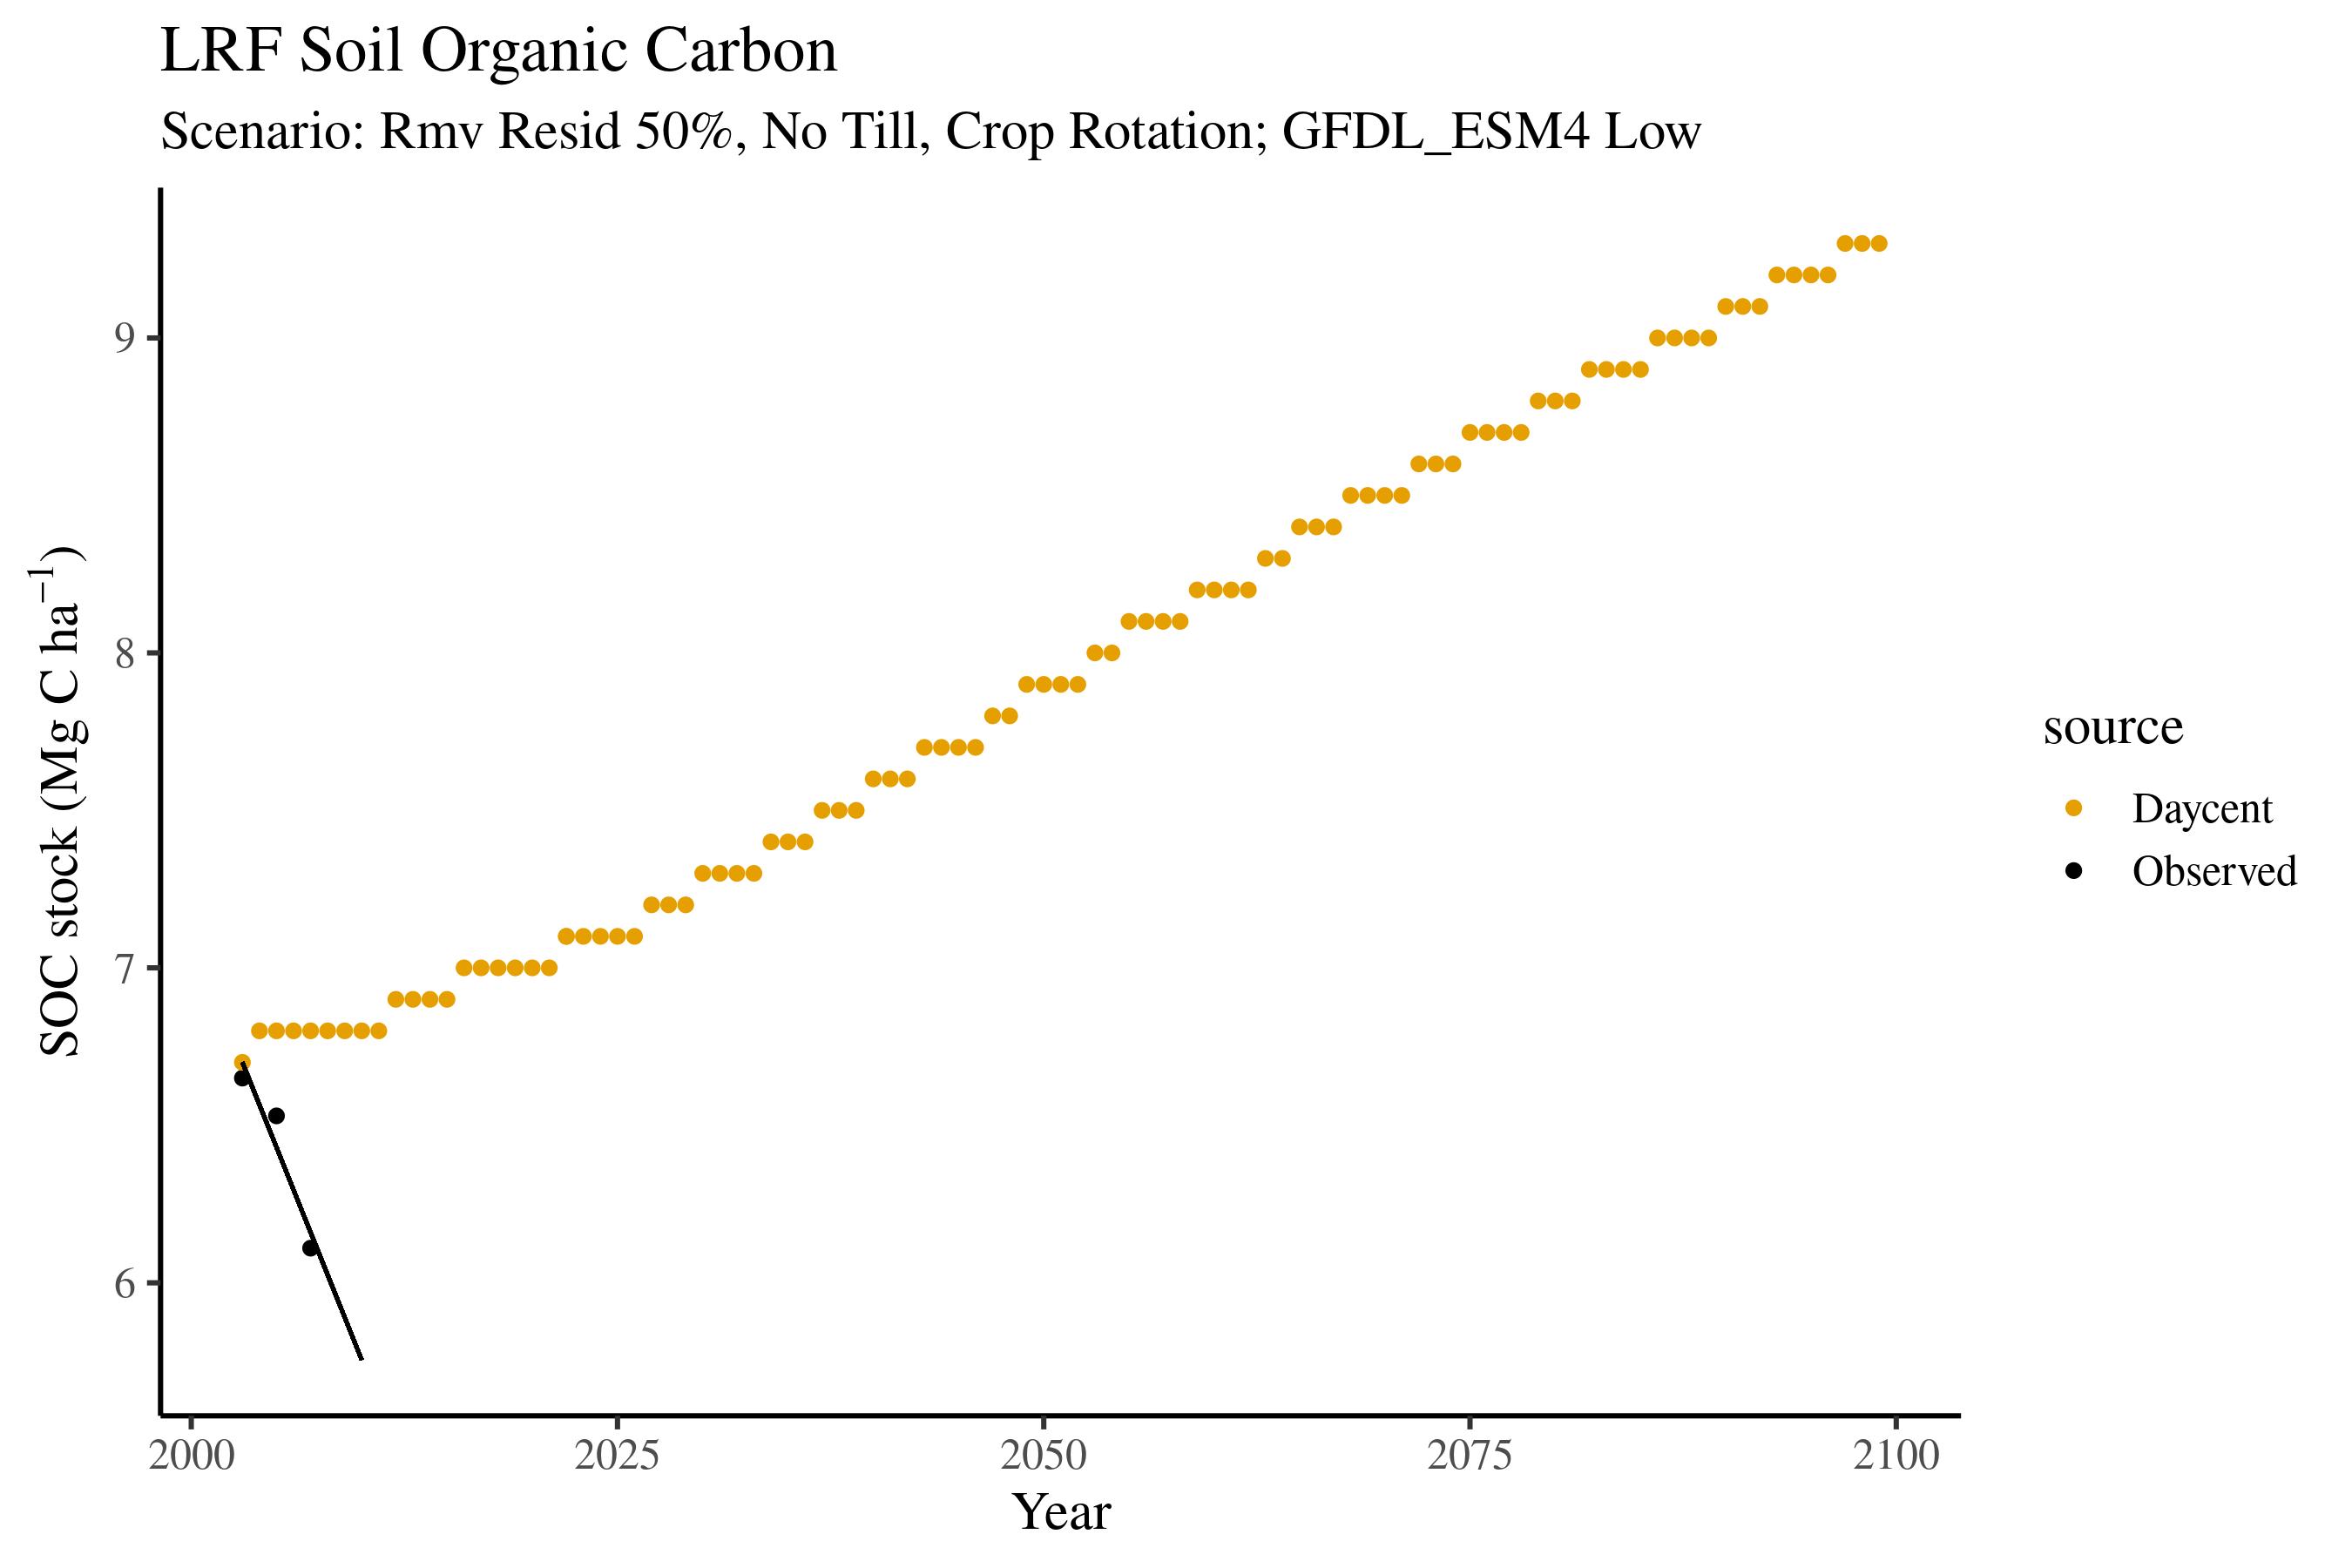 LRF Soil Organic Carbon
Scenario: Rmv Resid 50%, No Till, Crop Rotation; GFDL_ESM4 Low
SOC stock (Mg C ha⁻¹)
9
8
7
6
2000 2025 2050 2075 2100
Year
source
Daycent
Observed